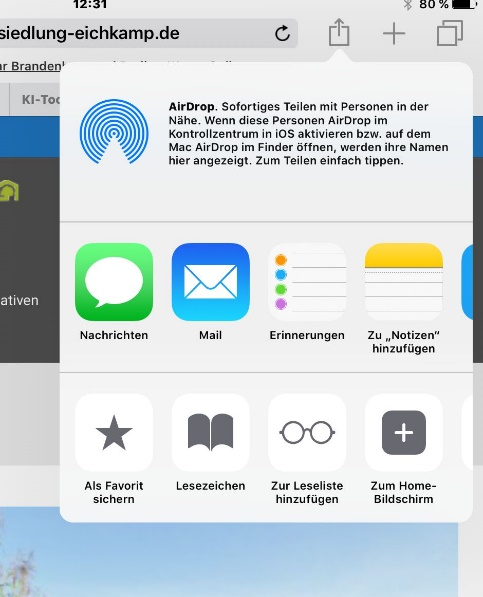 12:31
80 %
siedlung-eichkamp.de
ar Branden
KI-Too
AirDrop. Sofortiges Teilen mit Personen in der
Nähe. Wenn diese Personen AirDrop im
Kontrollzentrum in iOS aktivieren bzw. auf dem
Mac AirDrop im Finder öffnen, werden ihre Namen
hier angezeigt. Zum Teilen einfach tippen.
ativen
Nachrichten
Mail
Erinnerungen
Zu „Notizen“
hinzufügen
Als Favorit
sichern
Lesezeichen
Zur Leseliste
hinzufügen
Zum Home-
Bildschirm